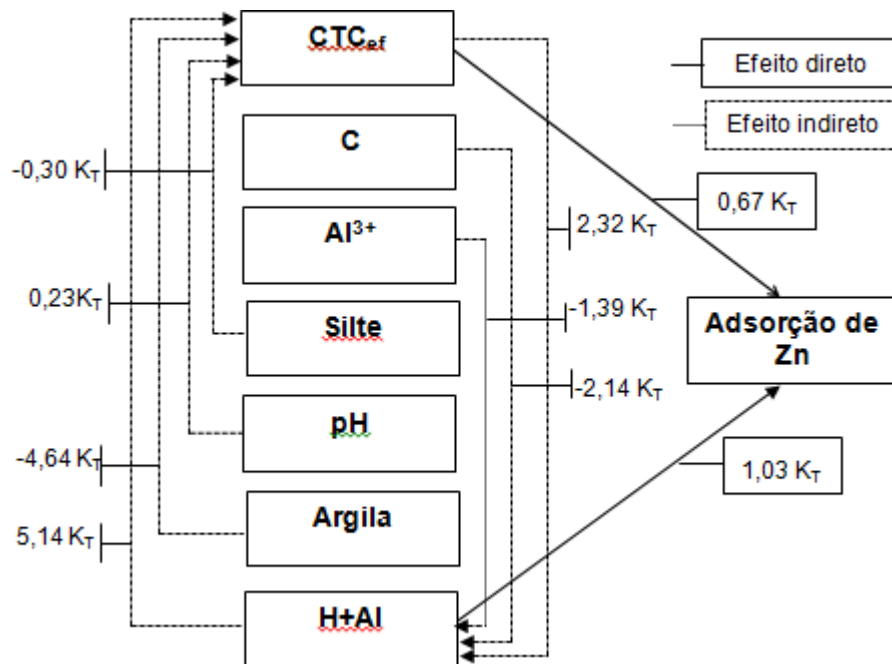 CTCef
Efeito direto
Efeito indireto
C
-0,30 KT
0,67 KT
Al3+
2,32 KT
0,23KT
-1,39 KT
Silte
Adsorção de
Zn
-2,14 KT
pH
-4,64 KT
1,03 KT
Argila
5,14 KT
H+Al